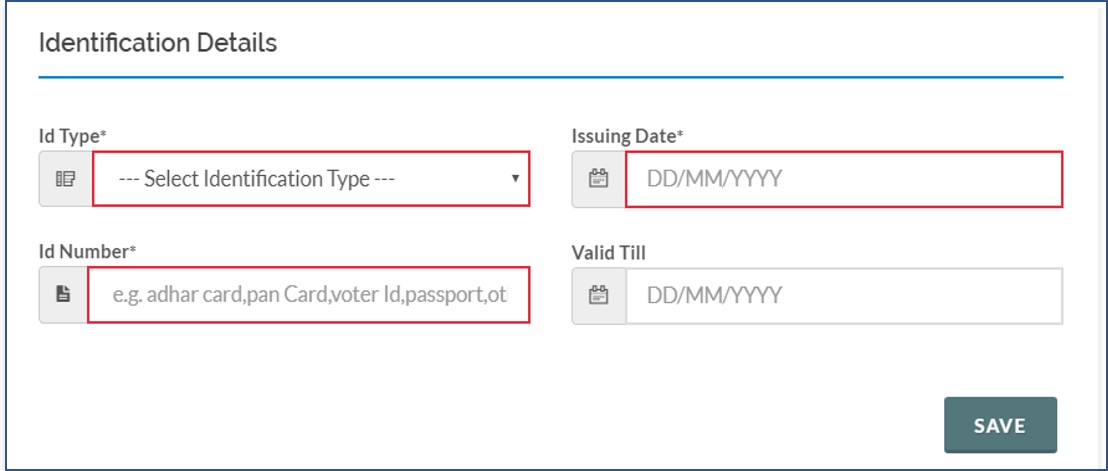 Identification Details
Id Type*
Issuing Date*
--- Select Identification Type ---
DD/MM/YYYY
Id Number*
Valid Till
e.g. adhar card,pan Card,voter Id,passport,ot
DD/MM/YYYY
SAVE